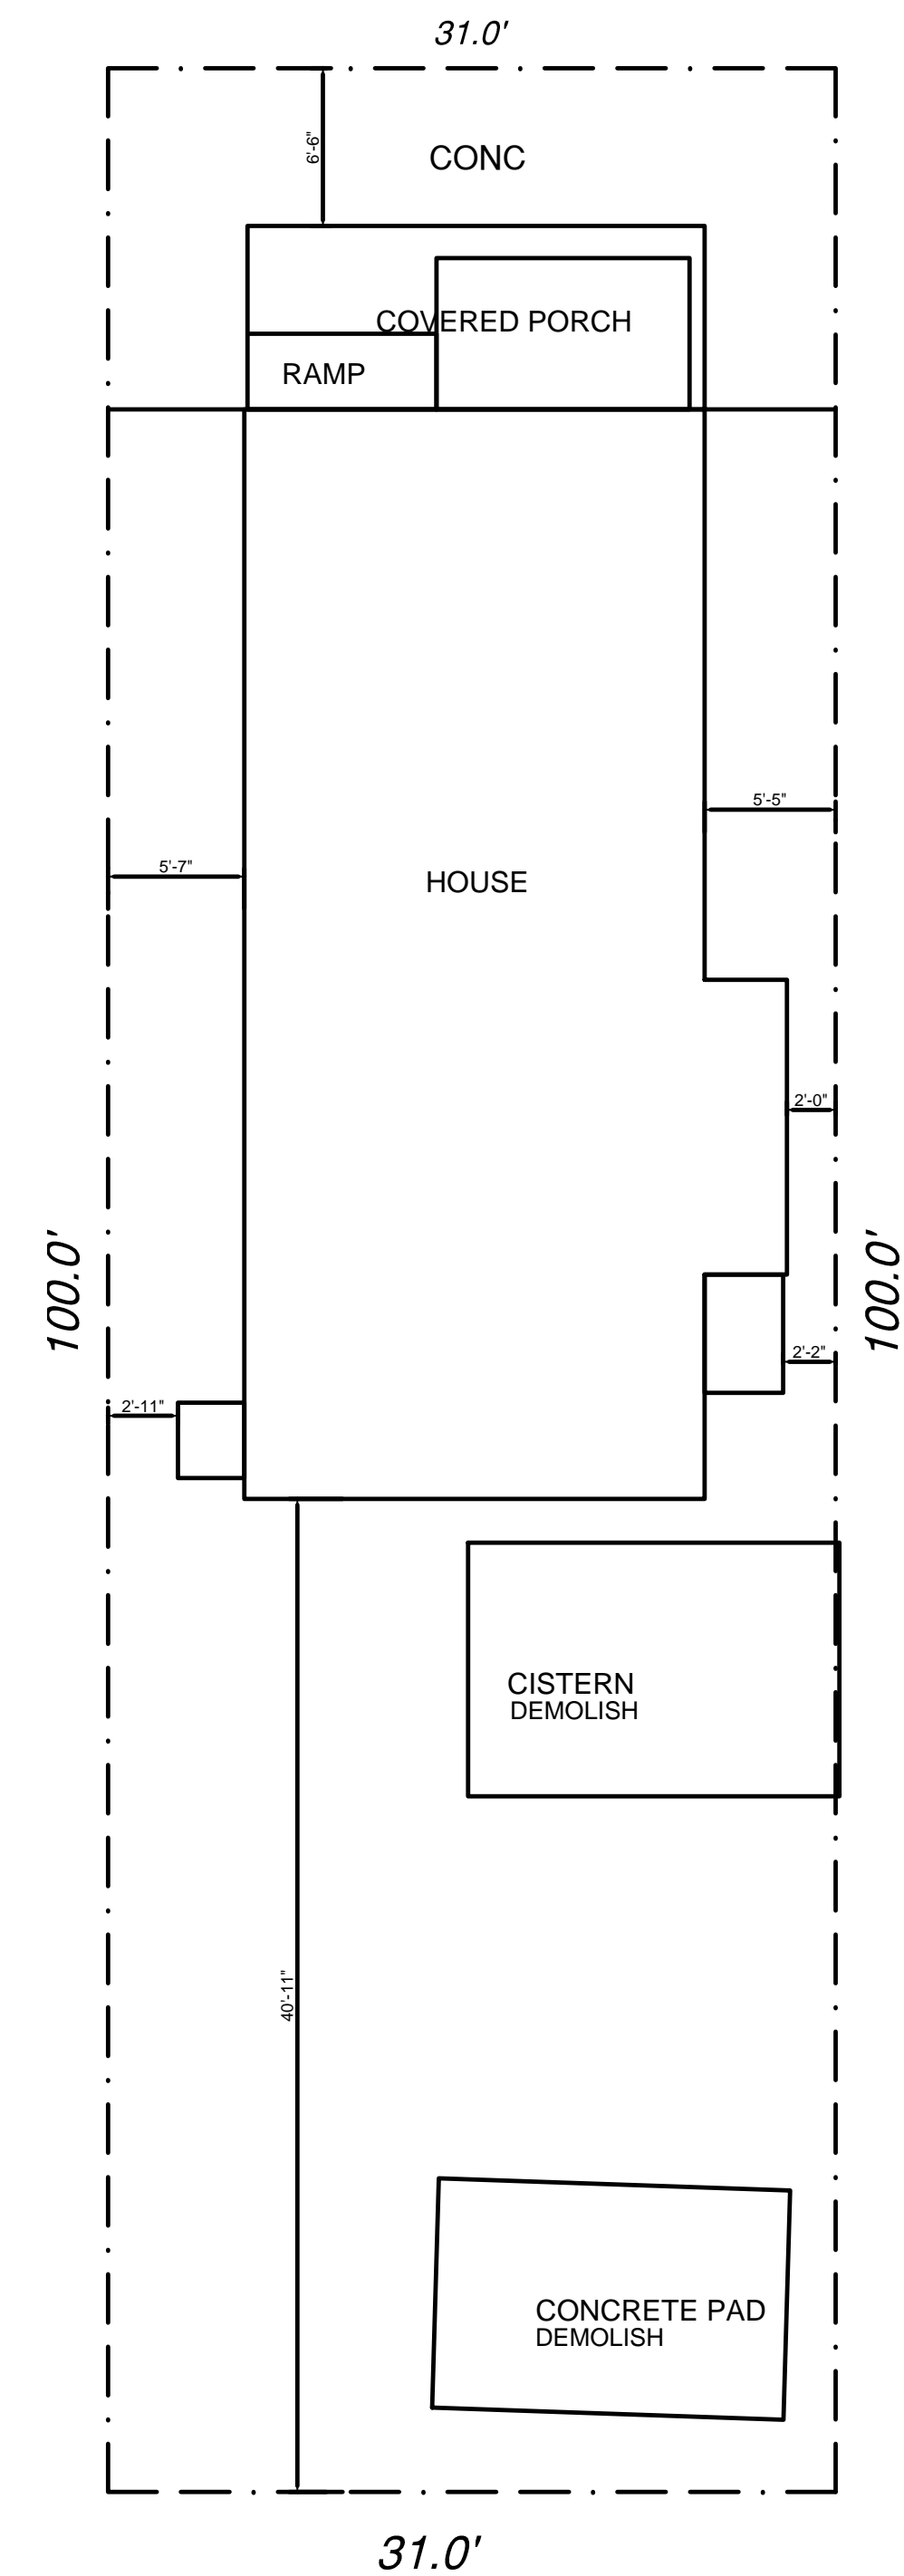 31.0'
6'-6"
CONC
COVERED PORCH
RAMP
5'-5"
5'-7"
HOUSE
2'-0"
100.0'
100.0'
2'-2"
2'-11"
CISTERN
DEMOLISH
40'-11"
CONCRETE PAD
DEMOLISH
31.0'